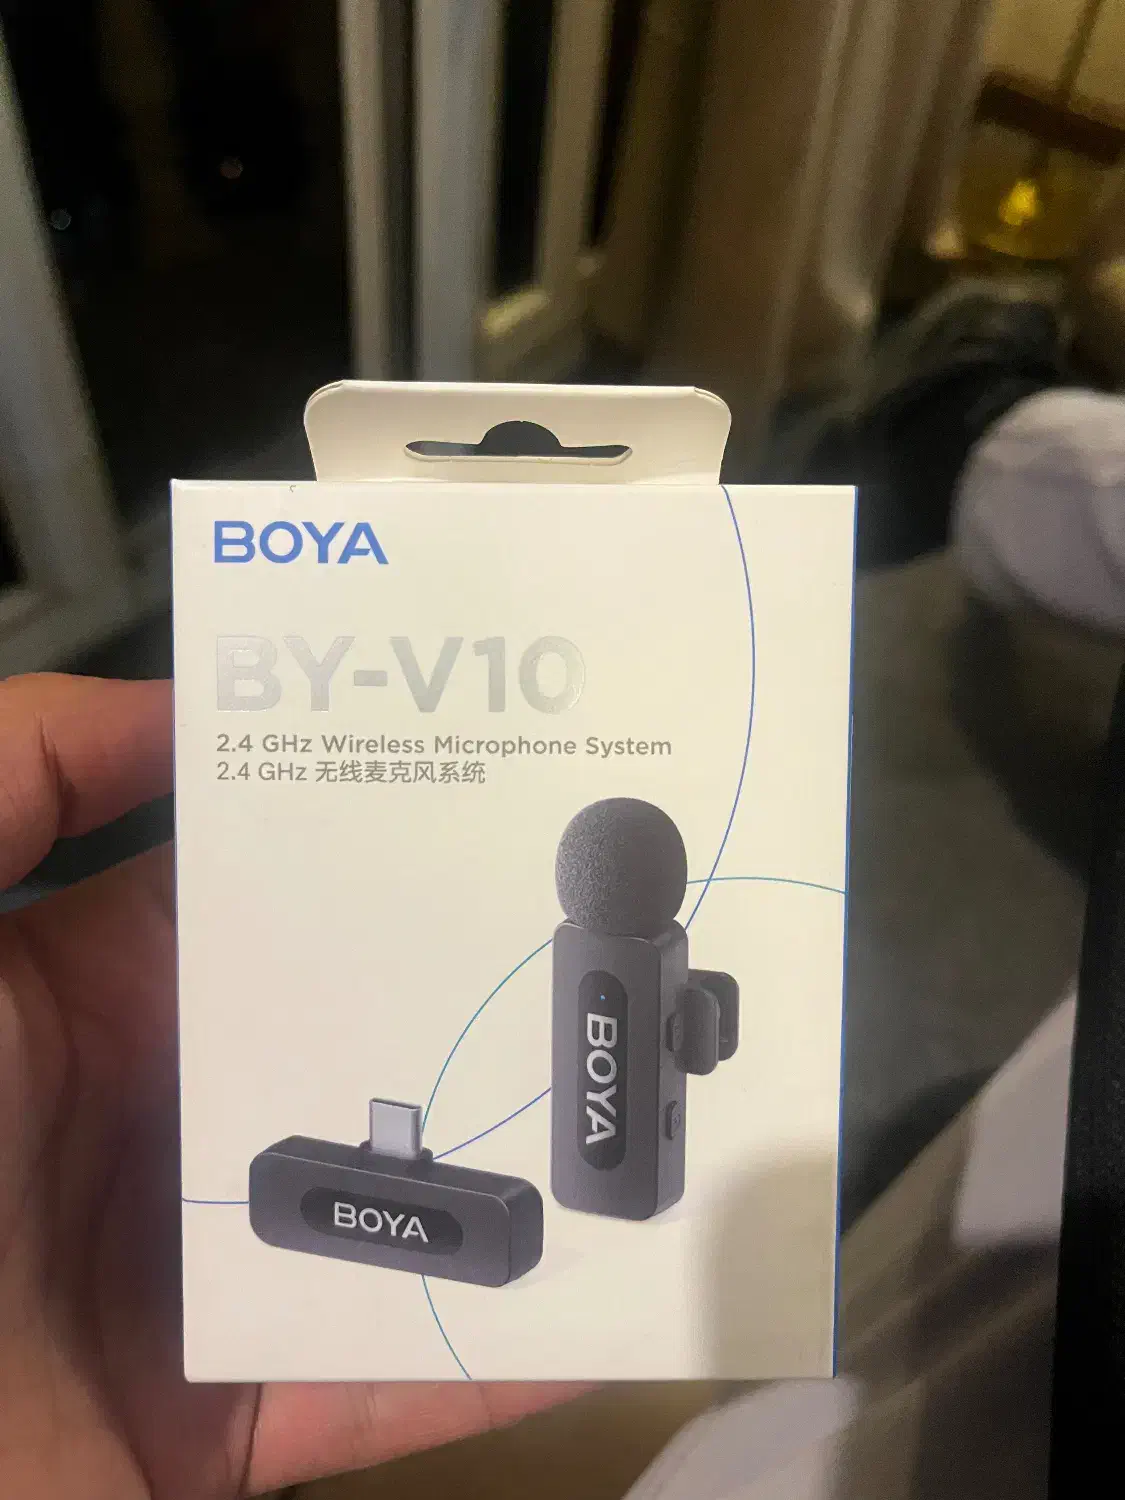 BOYA
BY-V10
2.4 GHz Wireless Microphone System
2.4 GHz 无线麦克风系统
BOYA
BOYA